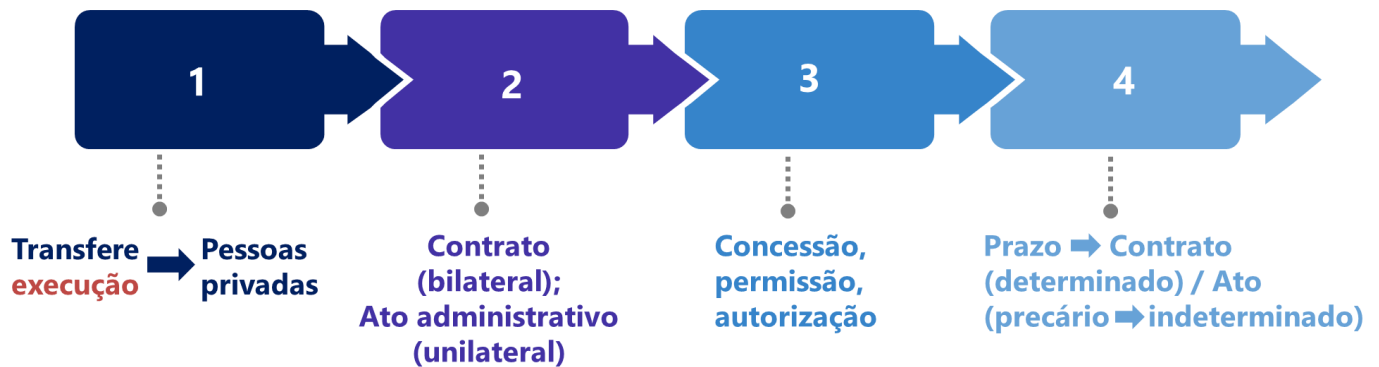 1
2
3
4
Transfere
execução
Pessoas
privadas
Contrato
(bilateral);
Ato administrativo
(unilateral)
Concessão,
permissão,
autorização
Prazo Contrato
(determinado) / Ato
(precário indeterminado)